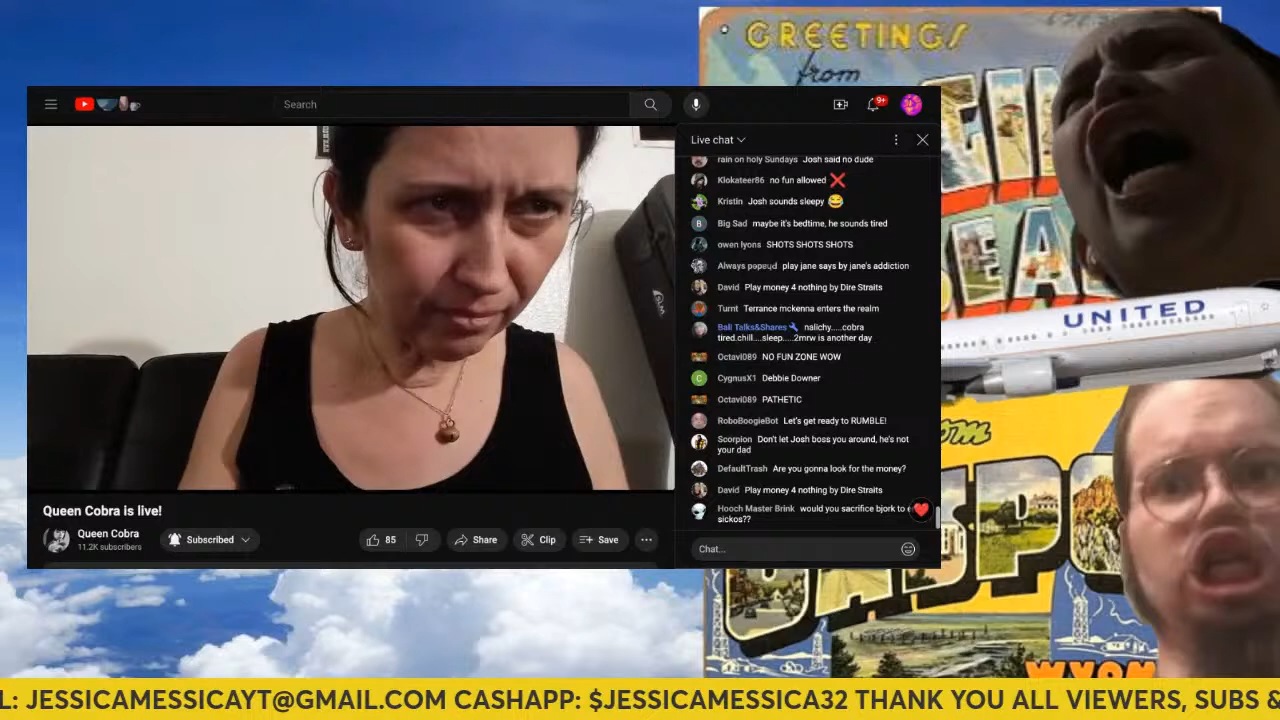 GREETINGS
from
Search
9+
Live chat
rain on holy Sundays Josh said no dude
Klokateer86 no fun allowed ❌
Kristin Josh sounds sleepy 😂
B Big Sad maybe it's bedtime, he sounds tired
owen lyons SHOTS SHOTS SHOTS
Always popeyd play jane says by jane's addiction
David Play money 4 nothing by Dire Straits
Turnt Terrance mckenna enters the realm
Bali Talks&Shares nalichy.....cobra
tired.chill....sleep.....2mrw is another day
Octavi089 NO FUN ZONE WOW
C CygnusX1 Debbie Downer
Octavi089 PATHETIC
RoboBoogieBot Let's get ready to RUMBLE!
Scorpion Don't let Josh boss you around, he's not
your dad
DefaultTrash Are you gonna look for the money?
David Play money 4 nothing by Dire Straits
Hooch Master Brink would you sacrifice bjork to
sickos??
Chat...
UNITED
Queen Cobra is live!
Queen Cobra
11.2K subscribers
Subscribed
85
Share
Clip
Save
L: JESSICAMESSICAYT@GMAIL.COM CASHAPP: $JESSICAMESSICA32 THANK YOU ALL VIEWERS, SUBS &